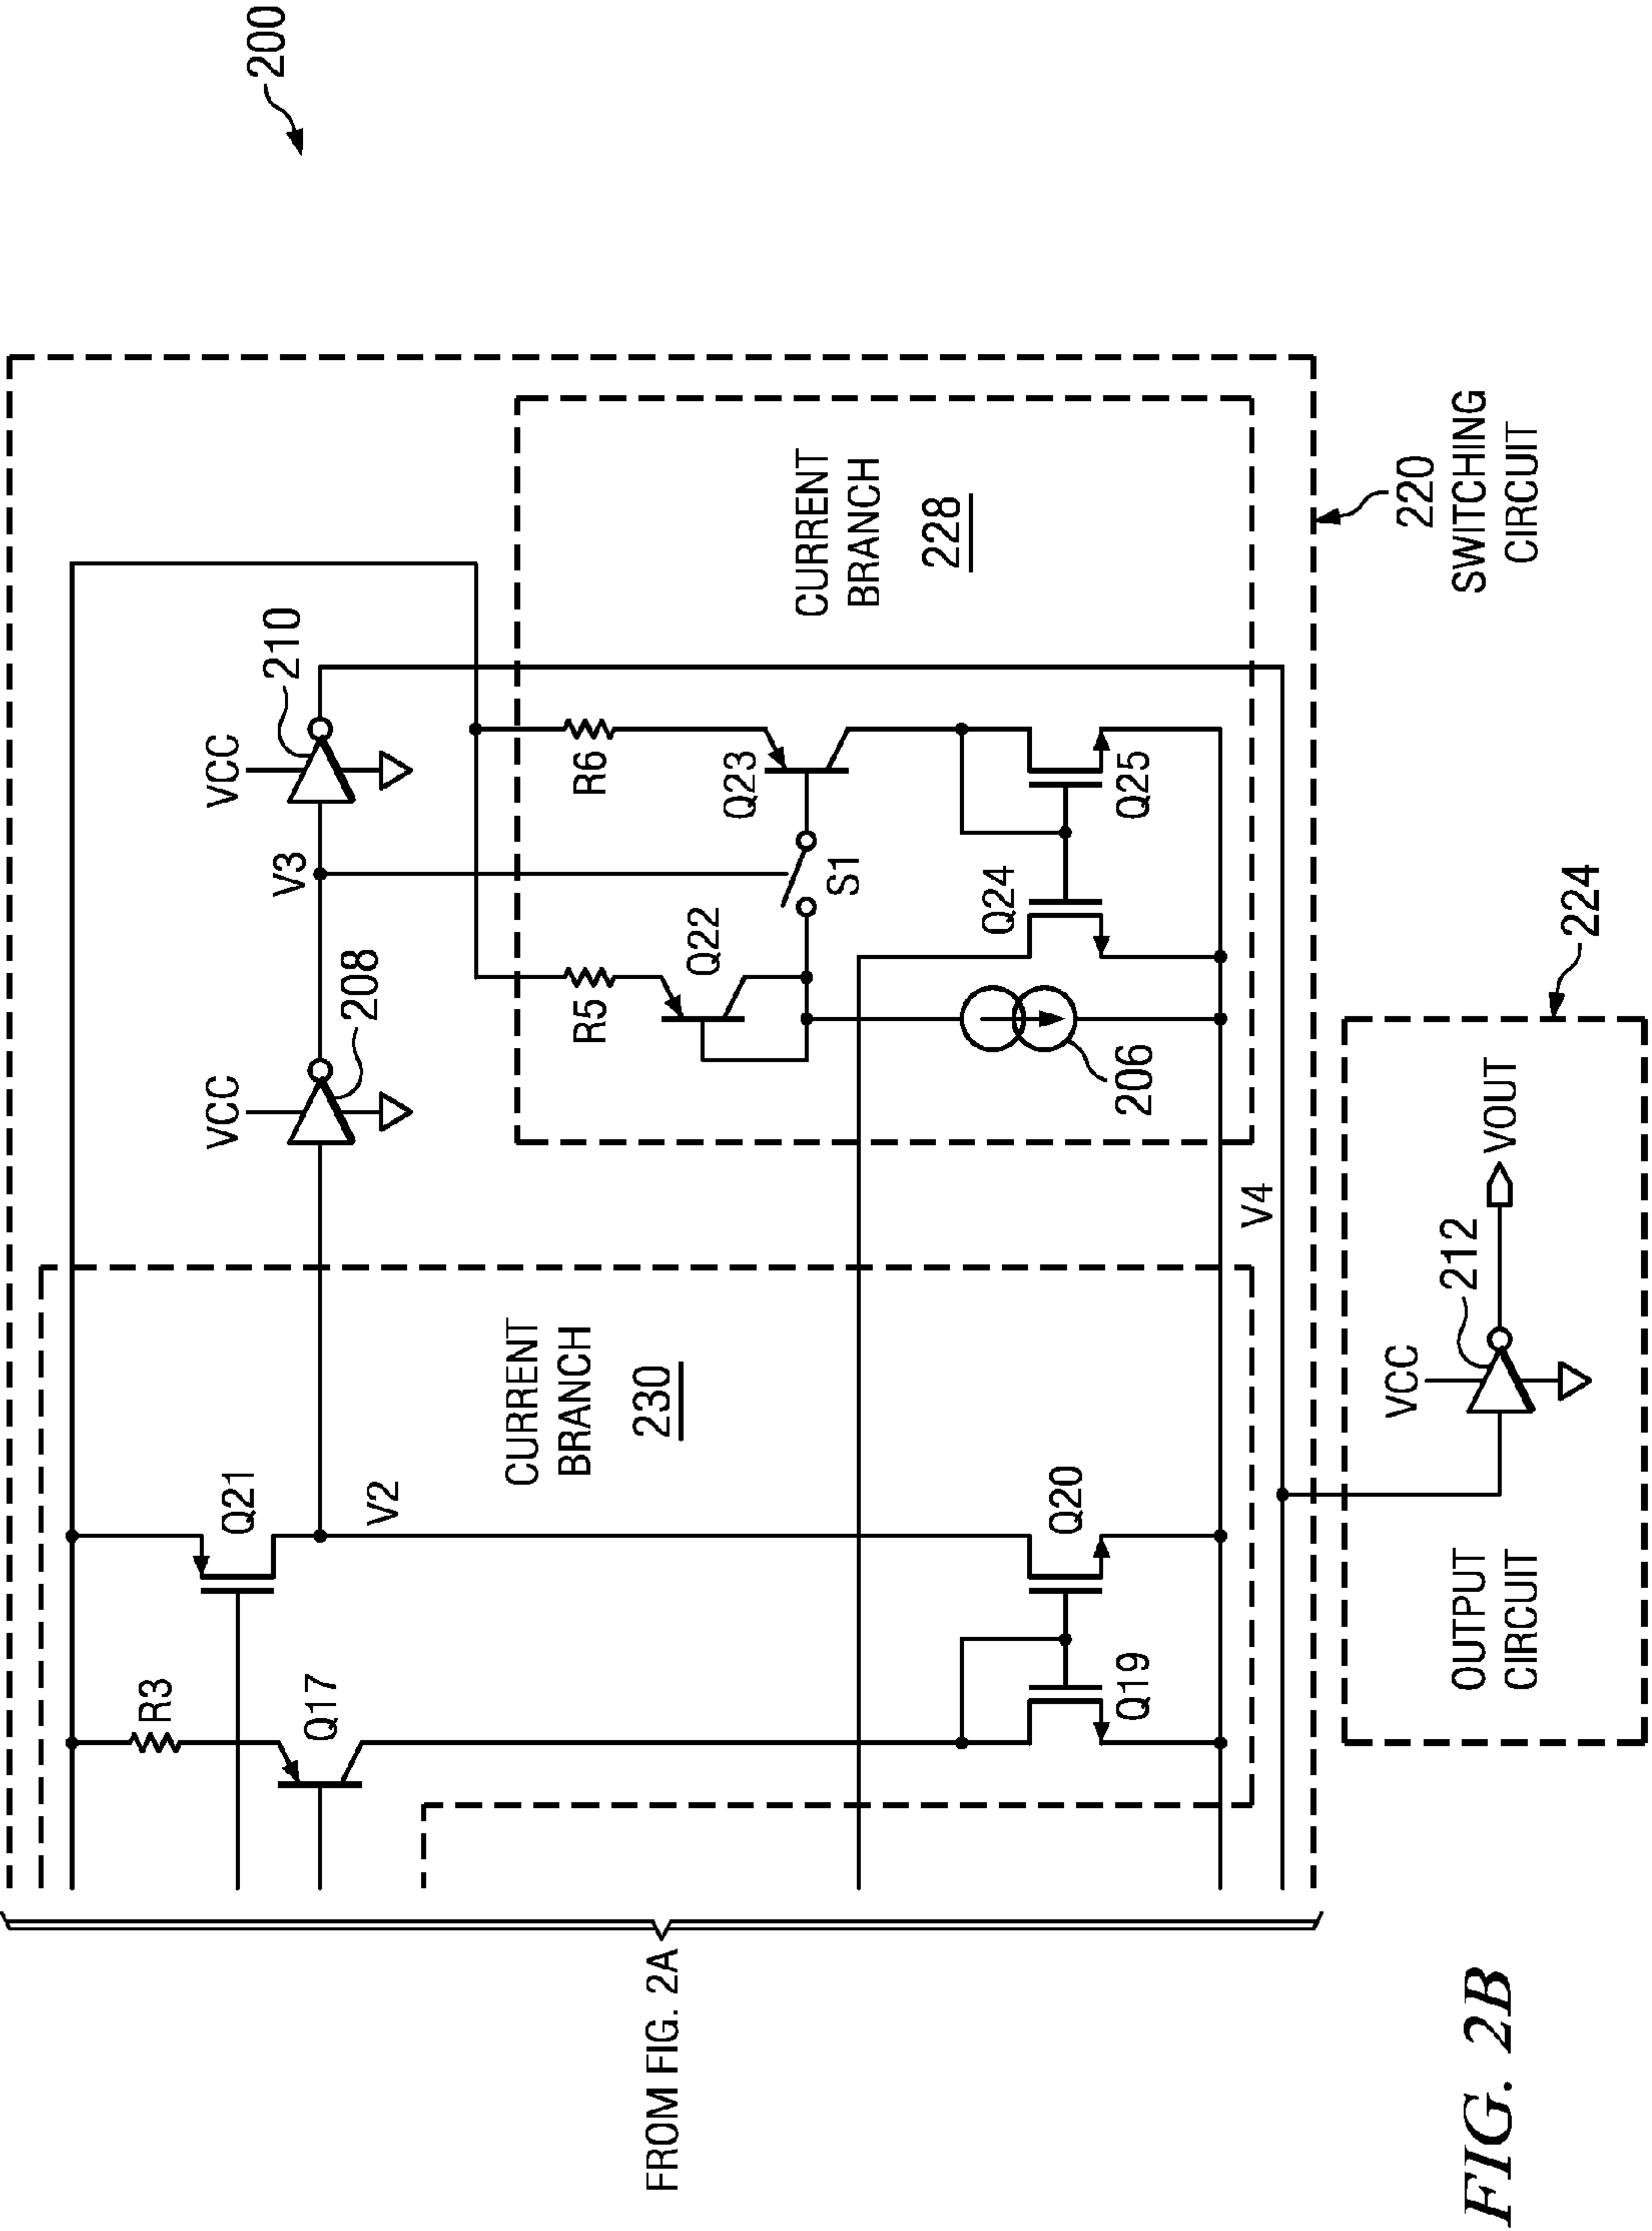 200
VCC
210
VCC
208
V3
V2
Q21
R3
Q17
CURRENT
BRANCH
230
Q20
Q19
R5
Q22
R6
Q23
S1
Q24
Q25
206
CURRENT
BRANCH
228
V4
220
SWITCHING
CIRCUIT
224
VCC
212
VOUT
OUTPUT
CIRCUIT
FROM FIG. 2A
FIG. 2B